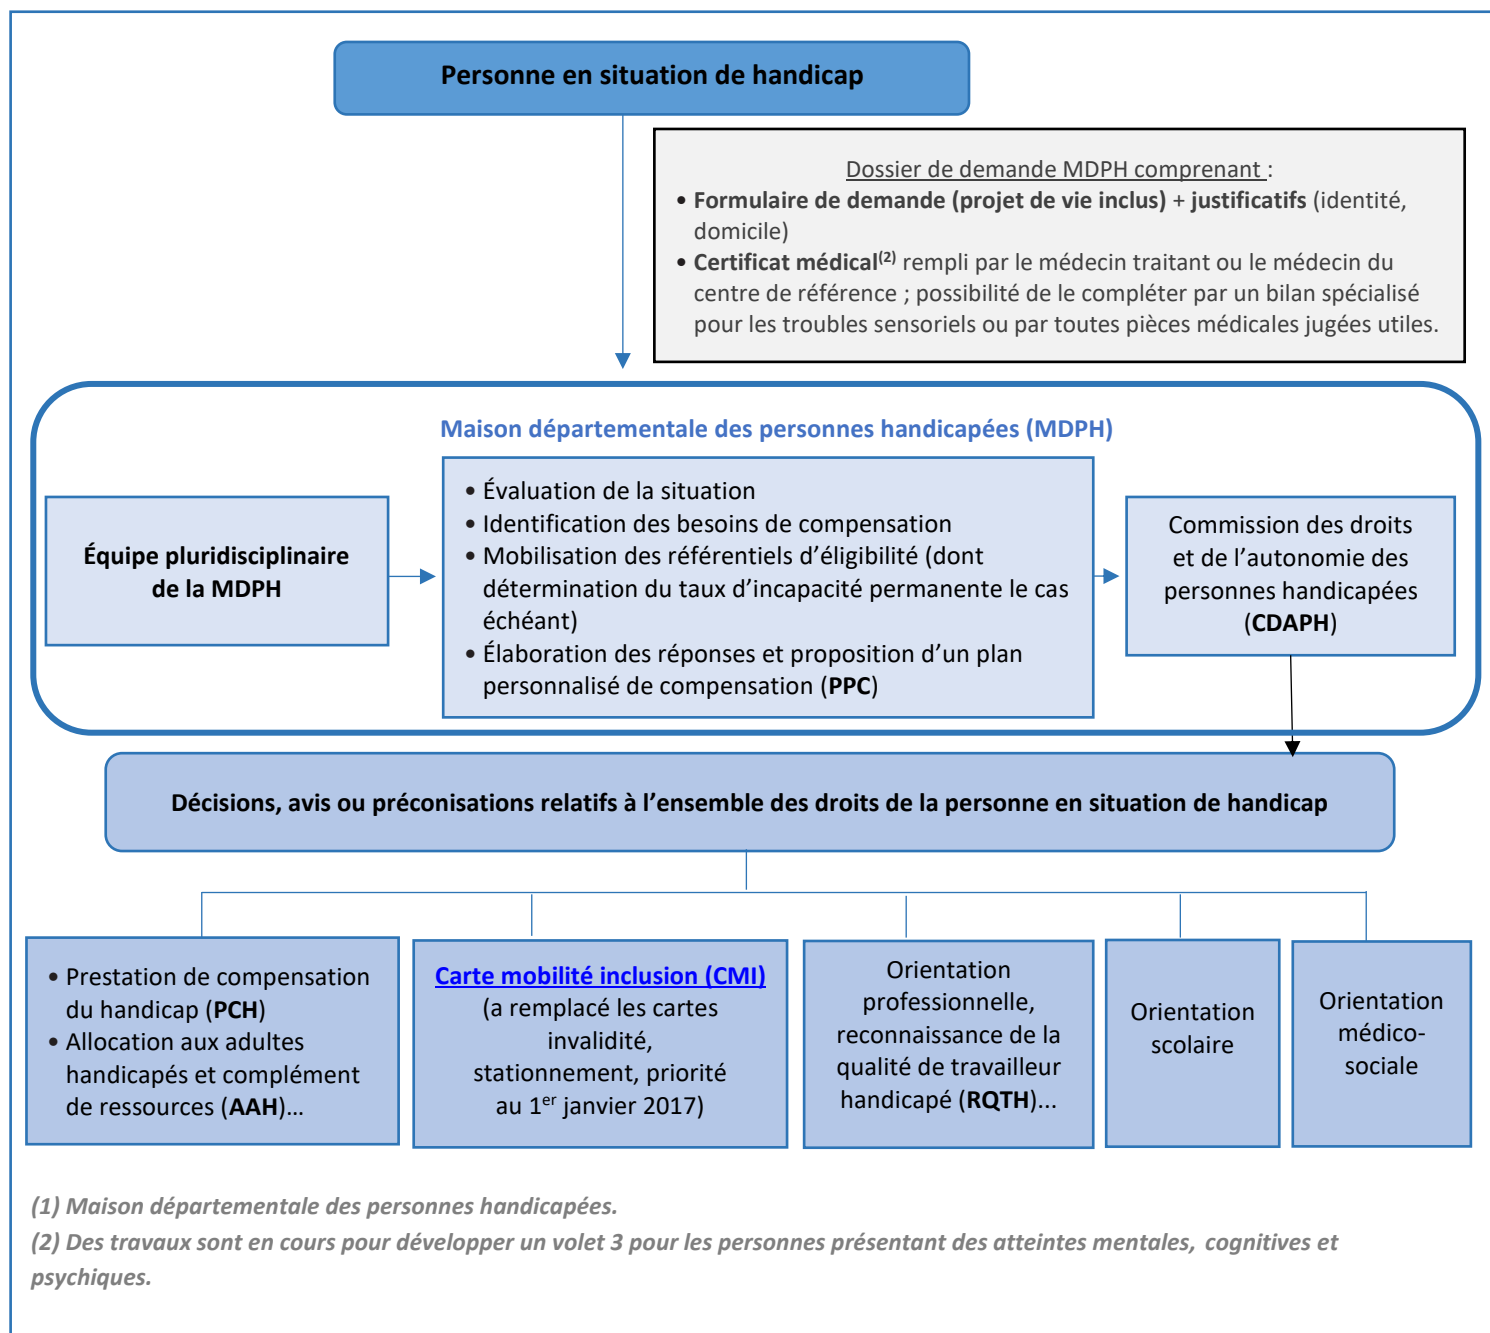 Personne en situation de handicap
Dossier de demande MDPH comprenant :
• Formulaire de demande (projet de vie inclus) + justificatifs (identité,
domicile)
• Certificat médical(2) rempli par le médecin traitant ou le médecin du
centre de référence ; possibilité de le compléter par un bilan spécialisé
pour les troubles sensoriels ou par toutes pièces médicales jugées utiles.
Maison départementale des personnes handicapées (MDPH)
Équipe pluridisciplinaire
de la MDPH
• Évaluation de la situation
• Identification des besoins de compensation
• Mobilisation des référentiels d’éligibilité (dont
détermination du taux d’incapacité permanente le cas
échéant)
• Élaboration des réponses et proposition d’un plan
personnalisé de compensation (PPC)
Commission des droits
et de l’autonomie des
personnes handicapées
(CDAPH)
Décisions, avis ou préconisations relatifs à l’ensemble des droits de la personne en situation de handicap
• Prestation de compensation
du handicap (PCH)
• Allocation aux adultes
handicapés et complément
de ressources (AAH)…
Carte mobilité inclusion (CMI)
(a remplacé les cartes
invalidité,
stationnement, priorité
au 1er janvier 2017)
Orientation
professionnelle,
reconnaissance de la
qualité de travailleur
handicapé (RQTH)...
Orientation
scolaire
Orientation
médico-
sociale
(1) Maison départementale des personnes handicapées.
(2) Des travaux sont en cours pour développer un volet 3 pour les personnes présentant des atteintes mentales, cognitives et
psychiques.